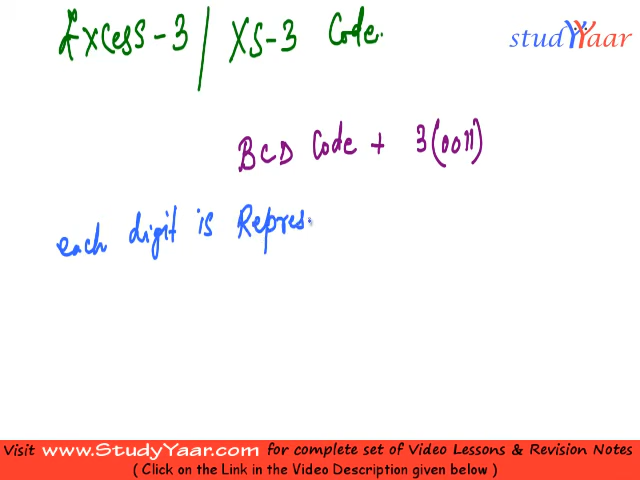 Excess-3 / XS-3 Code.
studYYaar
BCD Code + 3(0011)
each digit is Repres
Visit www.StudyYaar.com for complete set of Video Lessons & Revision Notes
( Click on the Link in the Video Description given below )